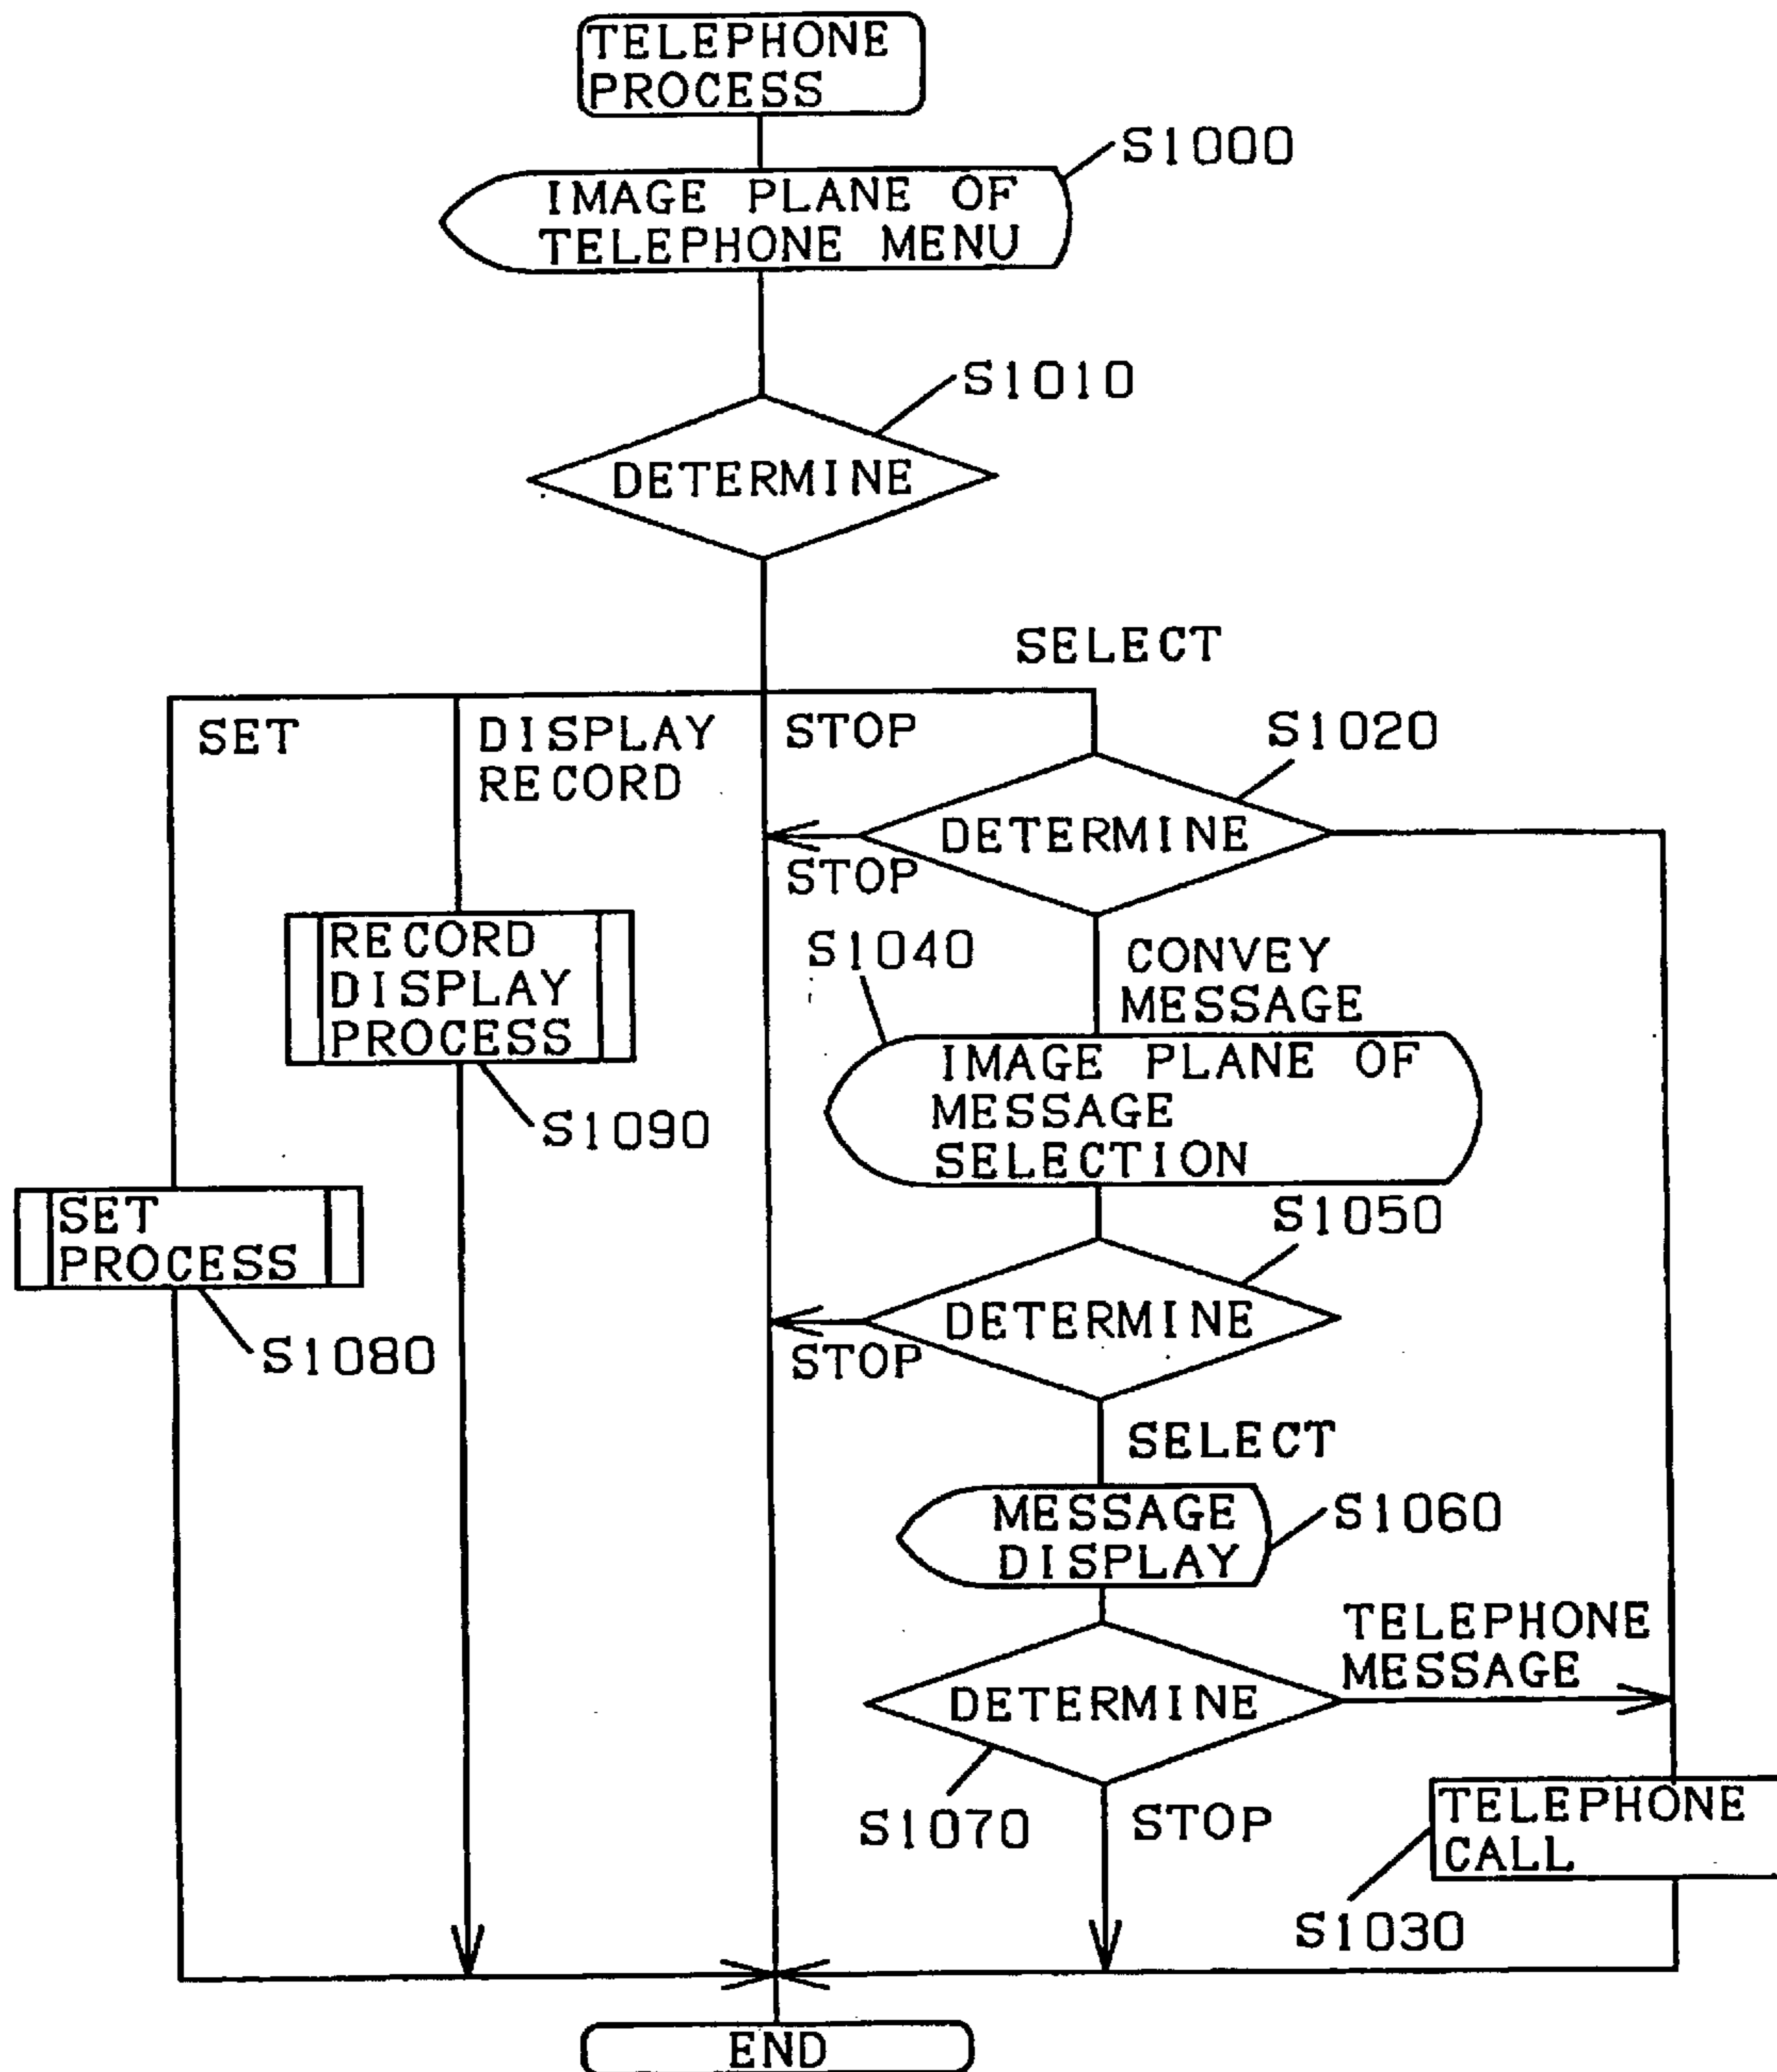 TELEPHONE
PROCESS
S1000
IMAGE PLANE OF
TELEPHONE MENU
S1010
DETERMINE
SELECT
SET
DISPLAY
RECORD
STOP
S1020
DETERMINE
STOP
RECORD
DISPLAY
PROCESS
S1040
CONVEY
MESSAGE
IMAGE PLANE OF
MESSAGE
SELECTION
S1090
SET
PROCESS
S1050
DETERMINE
S1080
STOP
SELECT
MESSAGE
DISPLAY
S1060
TELEPHONE
MESSAGE
DETERMINE
S1070
STOP
TELEPHONE
CALL
S1030
END